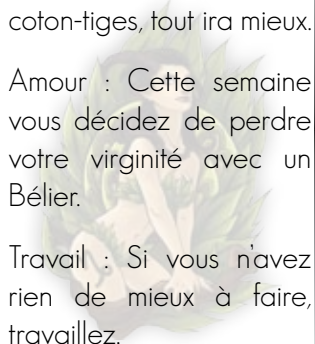 coton-tiges, tout ira mieux.
Amour : Cette semaine
vous décidez de perdre
votre virginité avec un
Bélier.
Travail : Si vous n'avez
rien de mieux à faire,
travaillez.